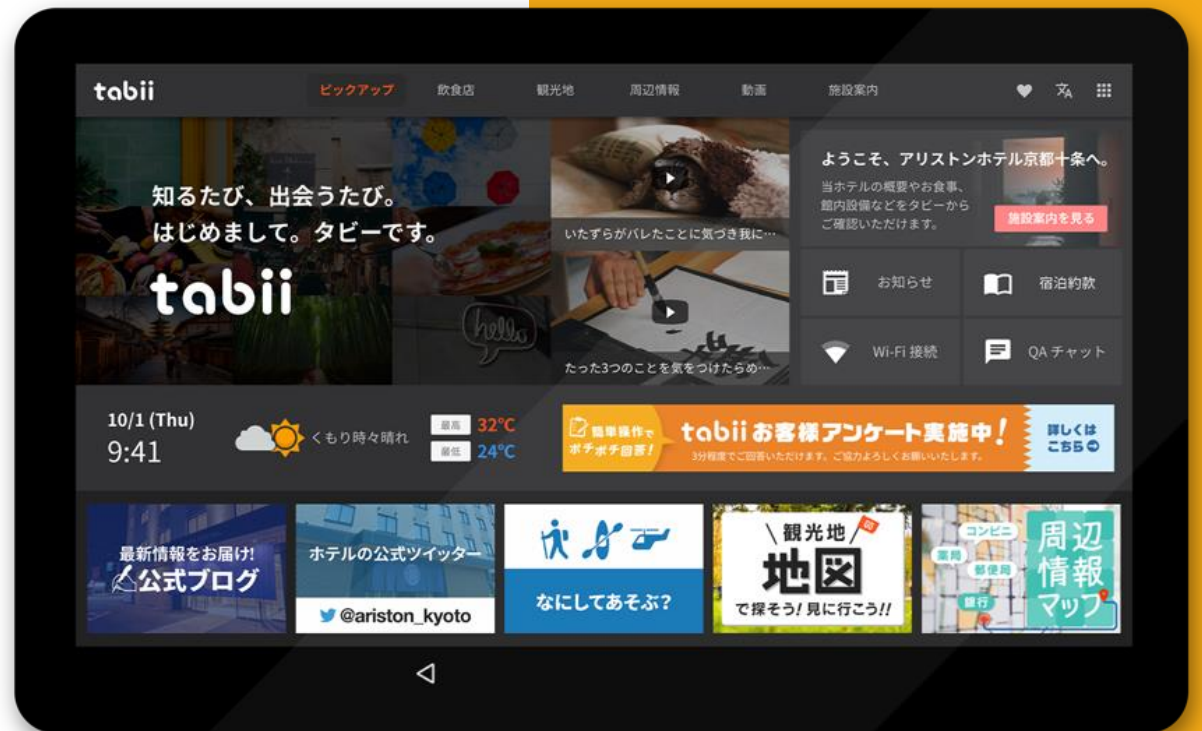 tabii
ピックアップ
飲食店
観光地
周辺情報
動画
施設案内
知るたび、出会うたび。
はじめまして。タビーです。
tabii
hello
いたずらがバレたことに気づき我に…
たった3つのことを気をつけたらめ…
ようこそ、アリストンホテル京都十条へ。
当ホテルの概要やお食事、
館内設備などをタビーから
ご確認いただけます。
施設案内を見る
お知らせ
宿泊約款
Wi-Fi 接続
QAチャット
10/1 (Thu)
9:41
くもり時々晴れ
最高 32℃
最低 24℃
簡単操作で
ポチポチ回答!
tabii お客様アンケート実施中!
3分程度でご回答いただけます。ご協力よろしくお願いいたします。
詳しくは
こちら
最新情報をお届け!
公式ブログ
ホテルの公式ツイッター
@ariston_kyoto
なにしてあそぶ?
観光地
地図
で探そう! 見に行こう!!
コンビニ
薬局
郵便局
銀行
周辺
情報
マップ